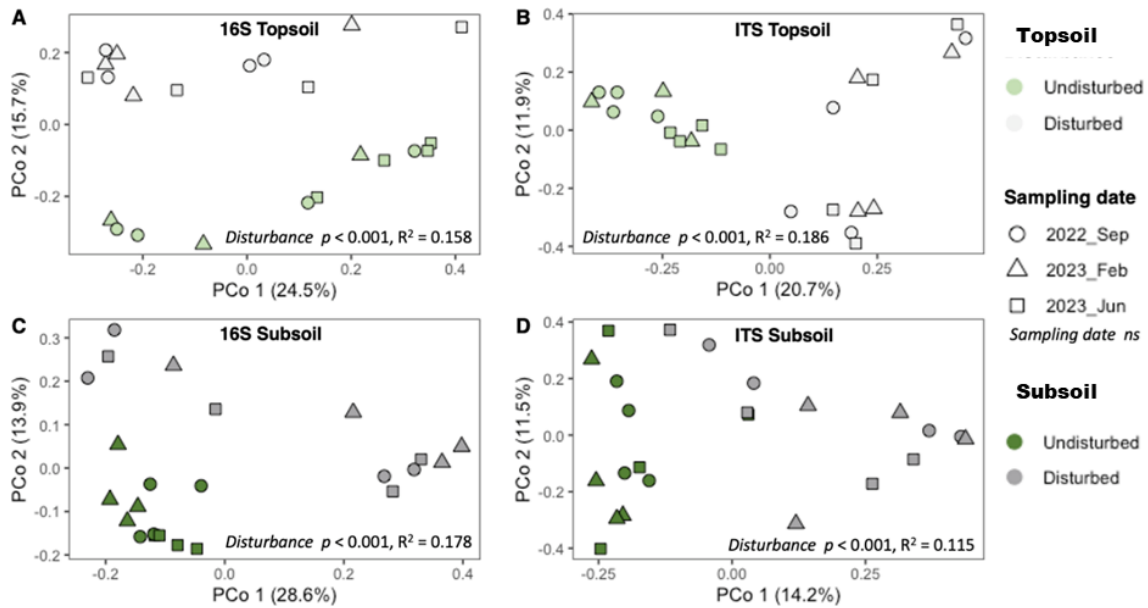 A
16S Topsoil
PCo 2 (15.7%)
0.2
0.0
-0.2
Disturbance p < 0.001, R² = 0.158
-0.2
0.0
0.2
0.4
PCo 1 (24.5%)
B
ITS Topsoil
PCo 2 (11.9%)
0.4
0.2
0.0
-0.2
-0.4
Disturbance p < 0.001, R² = 0.186
-0.25
0.00
0.25
PCo 1 (20.7%)
C
16S Subsoil
PCo 2 (13.9%)
0.3
0.2
0.1
0.0
-0.1
-0.2
Disturbance p < 0.001, R² = 0.178
-0.2
0.0
0.2
0.4
PCo 1 (28.6%)
D
ITS Subsoil
PCo 2 (11.5%)
0.4
0.2
0.0
-0.2
-0.4
Disturbance p < 0.001, R² = 0.115
-0.25
0.00
0.25
PCo 1 (14.2%)
Topsoil
Undisturbed
Disturbed
Sampling date
2022_Sep
2023_Feb
2023_Jun
Sampling date ns
Subsoil
Undisturbed
Disturbed